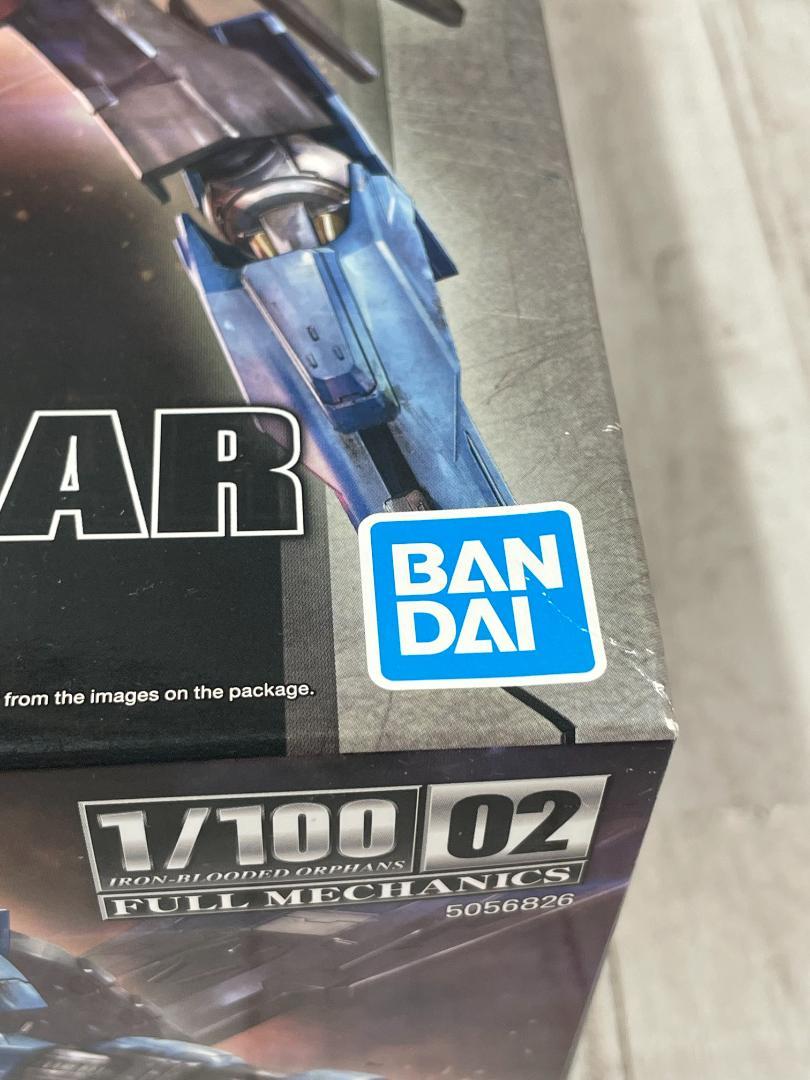 AR
BAN
DAI
from the images on the package.
1/100 02
IRON-BLOODED ORPHANS
FULL MECHANICS
5056826